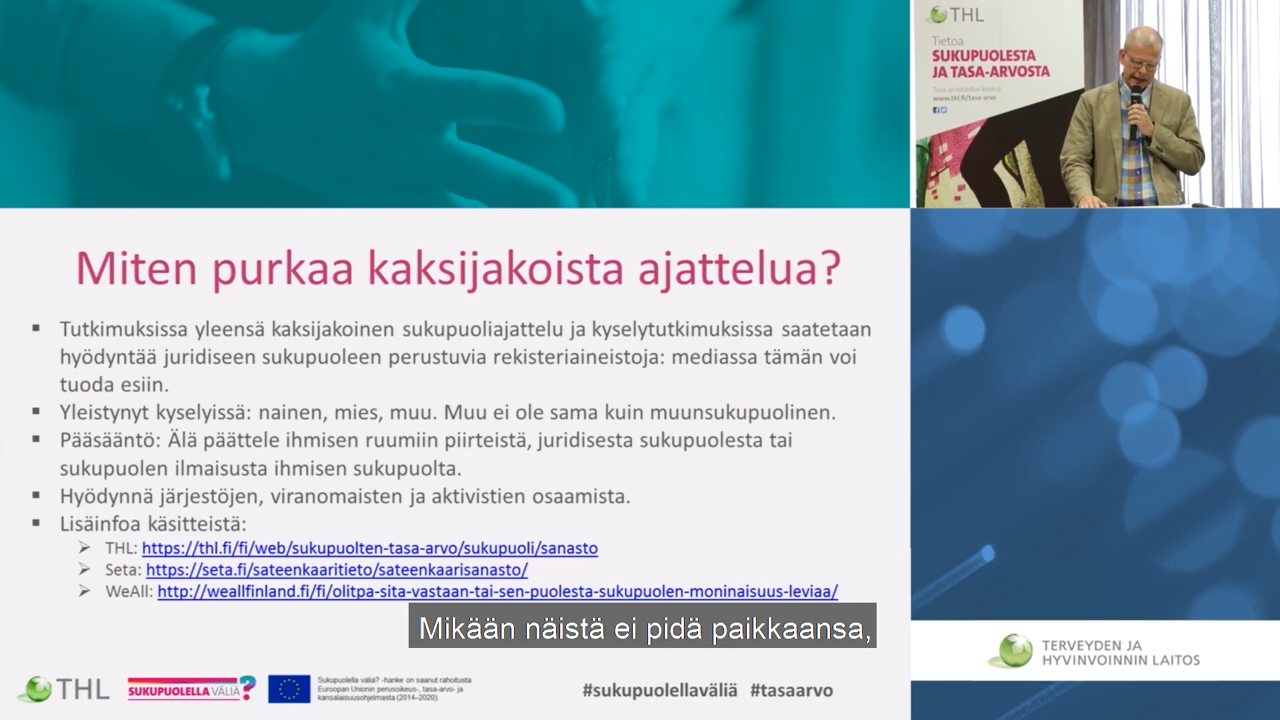 THL
Tietoa
SUKUPUOLESTA
JA TASA-ARVOSTA
Tasa-arvotiedon keskus
www.thl.fi/tasa-arvo
Miten purkaa kaksijakoista ajattelua?
▪ Tutkimuksissa yleensä kaksijakoinen sukupuoliajattelu ja kyselytutkimuksissa saatetaan
hyödyntää juridiseen sukupuoleen perustuvia rekisteriaineistoja: mediassa tämän voi
tuoda esiin.
▪ Yleistynyt kyselyissä: nainen, mies, muu. Muu ei ole sama kuin muunsukupuolinen.
▪ Pääsääntö: Älä päättele ihmisen ruumiin piirteistä, juridisesta sukupuolesta tai
sukupuolen ilmaisusta ihmisen sukupuolta.
▪ Hyödynnä järjestöjen, viranomaisten ja aktivistien osaamista.
▪ Lisäinfoa käsitteistä:
➢ THL: https://thl.fi/fi/web/sukupuolten-tasa-arvo/sukupuoli/sanasto
➢ Seta: https://seta.fi/sateenkaaritieto/sateenkaarisanasto/
➢ WeAll: http://weallfinland.fi/fi/olitpa-sita-vastaan-tai-sen-puolesta-sukupuolen-moninaisuus-leviaa/
Mikään näistä ei pidä paikkaansa,
TERVEYDEN JA
HYVINVOINNIN LAITOS
THL
SUKUPUOLELLA VÄLIÄ?
Sukupuolella väliä? -hanke on saanut rahoitusta
Euroopan Unionin perusoikeus-, tasa-arvo- ja
kansalaisuusohjelmasta (2014–2020).
#sukupuolellaväliä #tasaarvo